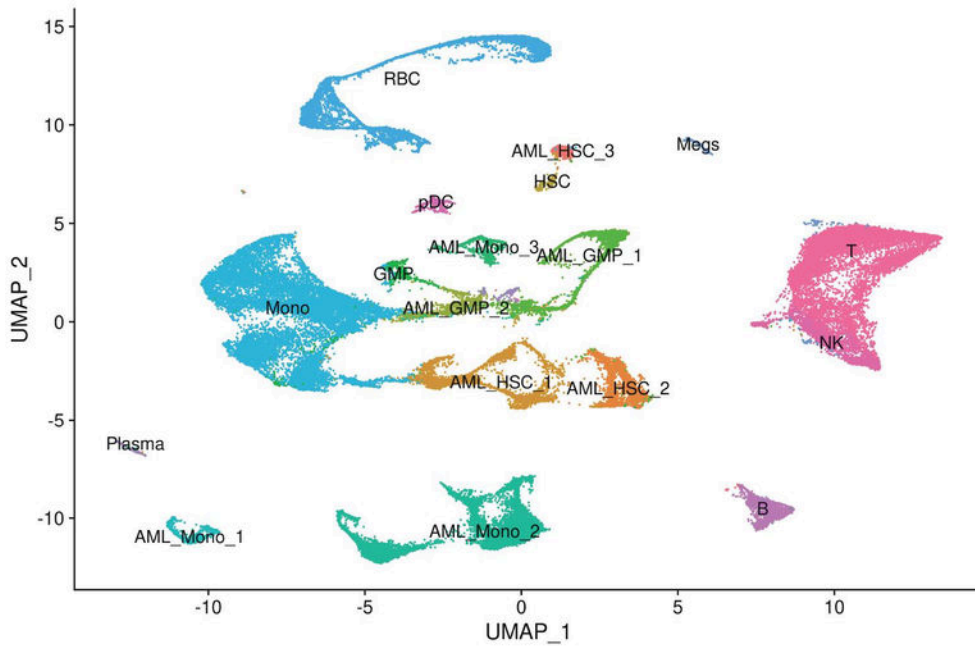 15
RBC
10
AML_HSC_3
Megs
HSC
pDC
5
AML_Mono_3
AML_GMP_1
T
GMP
UMAP_2
Mono
AML_GMP_2
0
NK
AML_HSC_1
AML_HSC_2
-5
Plasma
B
-10
AML_Mono_1
AML_Mono_2
-10
-5
0
5
10
UMAP_1